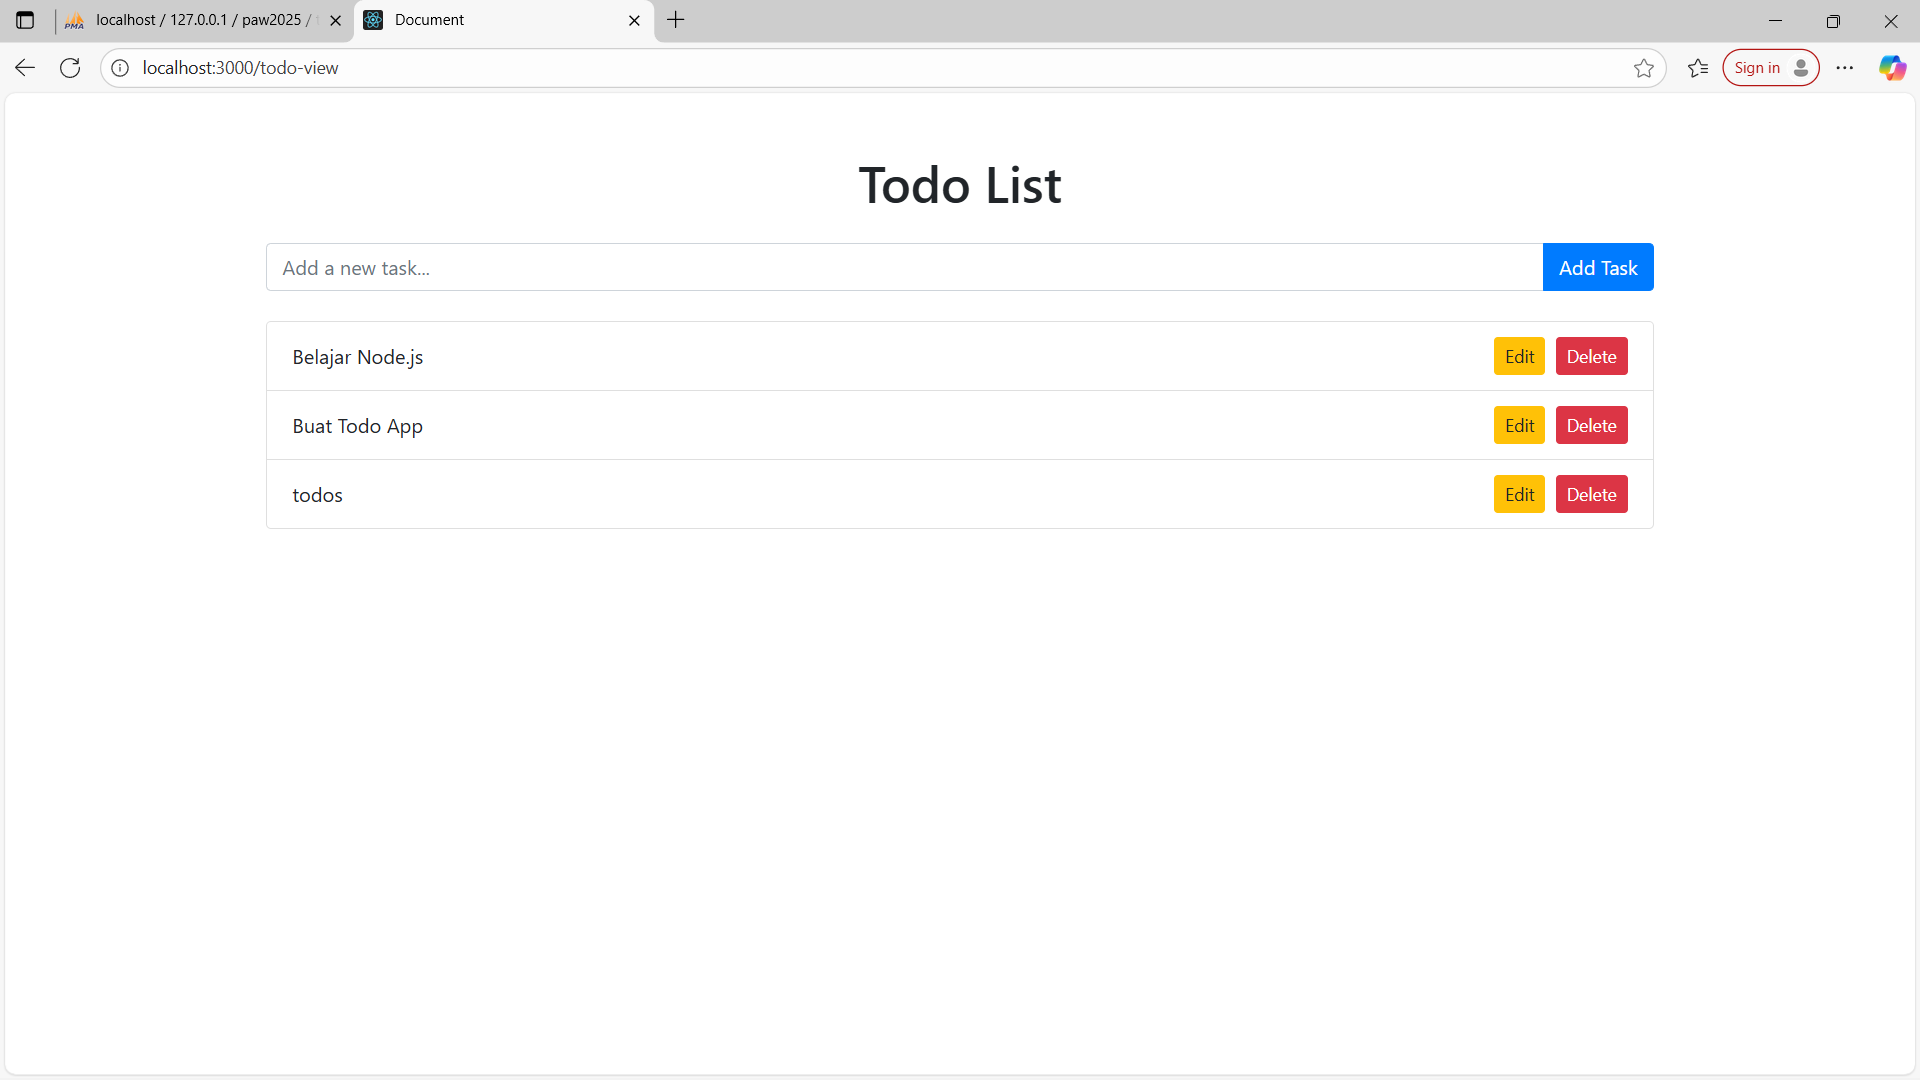 localhost / 127.0.0.1 / paw2025 /
Document
localhost:3000/todo-view
Sign in
Todo List
Add a new task...
Add Task
Belajar Node.js
Edit
Delete
Buat Todo App
Edit
Delete
todos
Edit
Delete